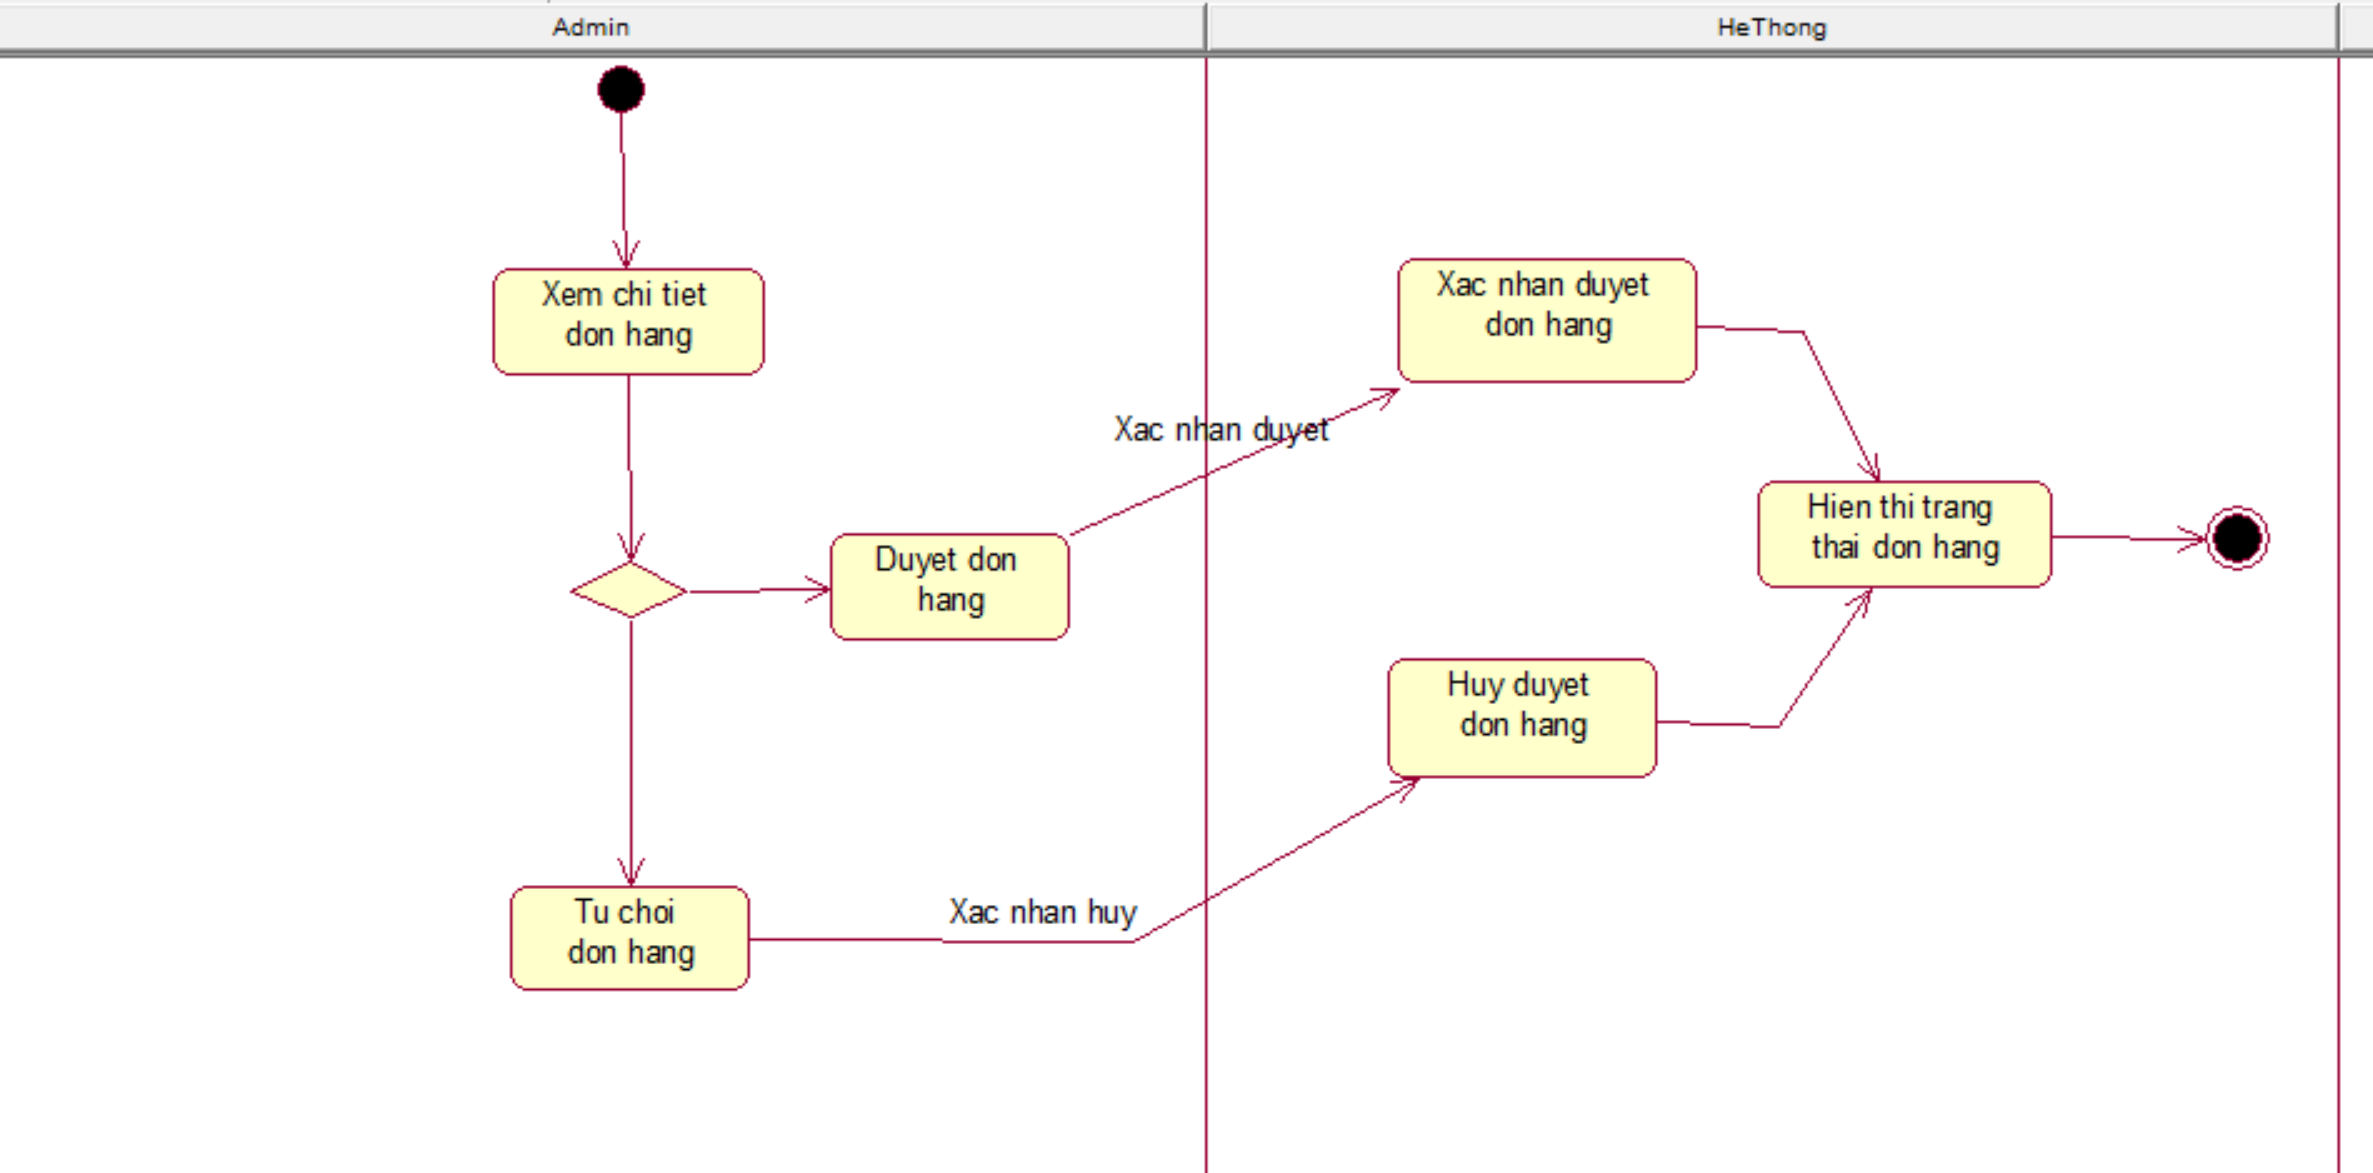 Admin
HeThong
Xem chi tiet
don hang
Xac nhan duyet
don hang
Xac nhan duyet
Duyet don
hang
Hien thi trang
thai don hang
Huy duyet
don hang
Tu choi
don hang
Xac nhan huy